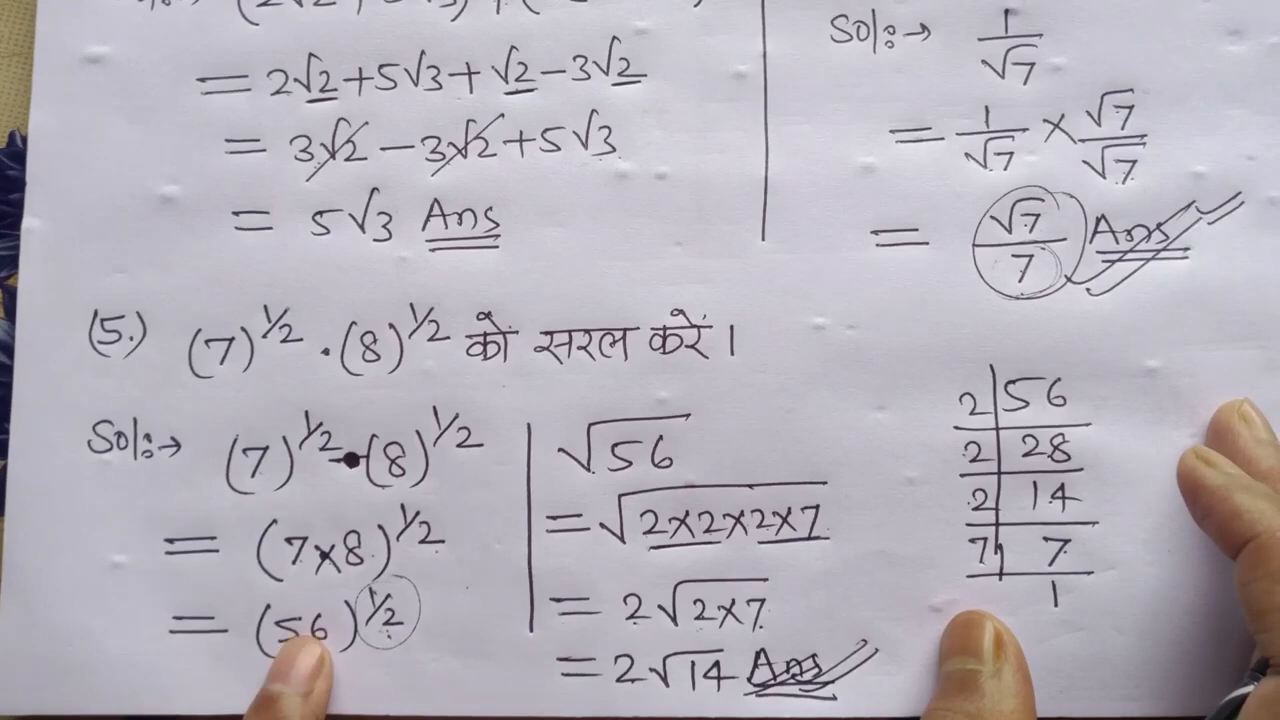 = 2√2 + 5√3 + √2 – 3√2
= 3√2 – 3√2 + 5√3
= 5√3 Ans
Sol:→ 1/√7
= 1/√7 × √7/√7
= √7/7 Ans
(5.) (7)^1/2 . (8)^1/2 को सरल करें।
Sol:→ (7)^1/2 . (8)^1/2
= (7×8)^1/2
= (56)^1/2
√56
= √2×2×2×7
= 2√2×7
= 2√14 Ans
2 | 56
2 | 28
2 | 14
7 | 7
1